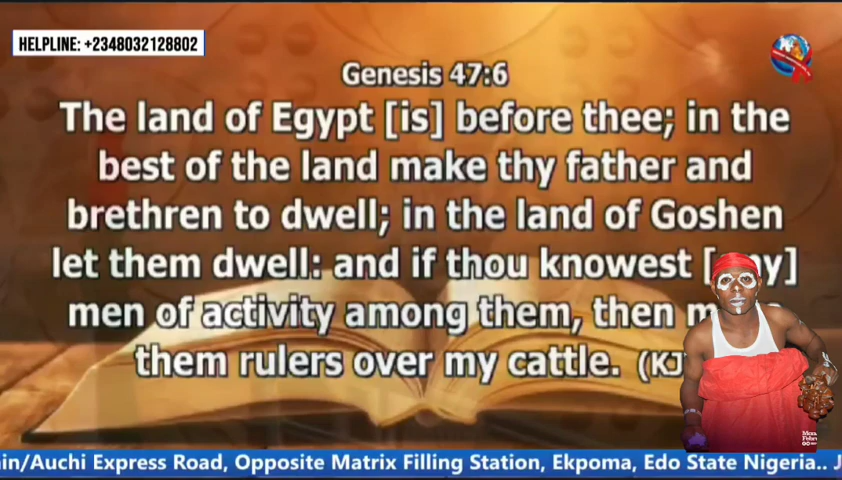 HELPLINE: +2348032128802
Genesis 47:6
The land of Egypt [is] before thee; in the
best of the land make thy father and
brethren to dwell; in the land of Goshen
let them dwell: and if thou knowest
men of activity among them, then
them rulers over my cattle. (KJ
in/Auchi Express Road, Opposite Matrix Filling Station, Ekpoma, Edo State Nigeria.. J